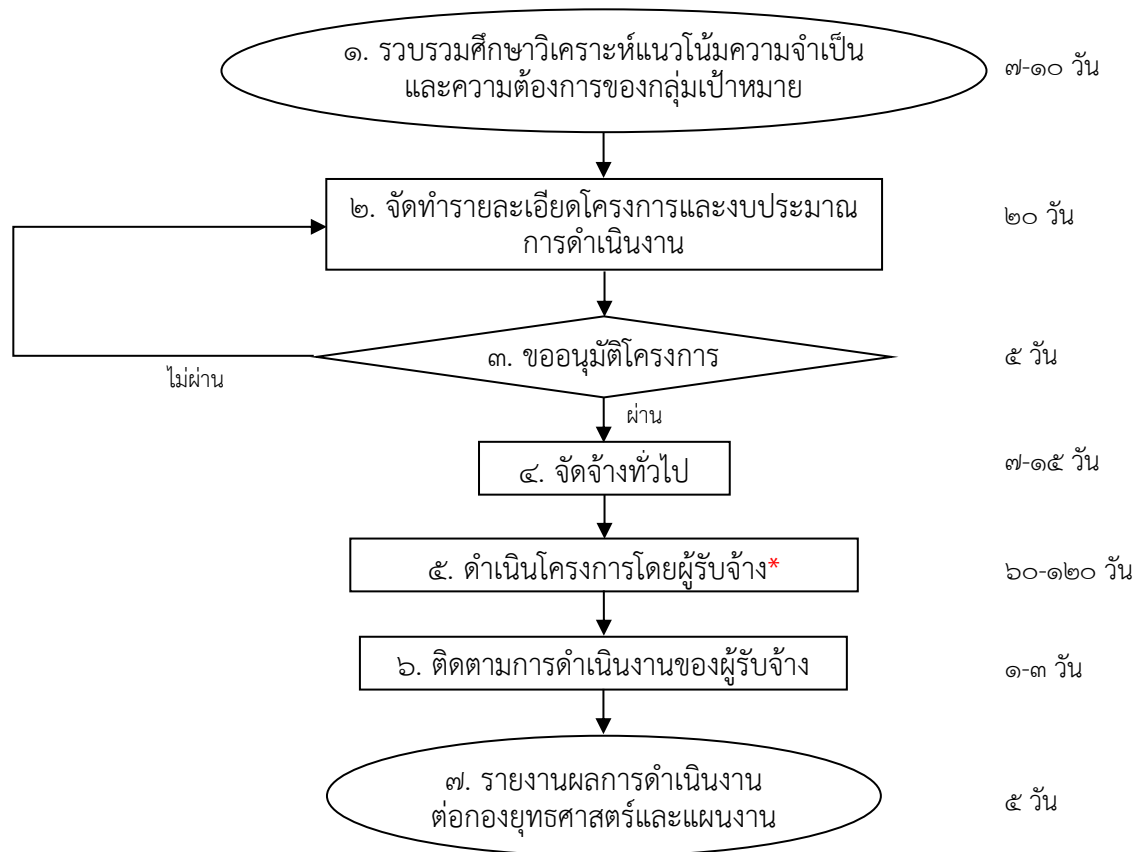 ๑. รวบรวมศึกษาวิเคราะห์แนวโน้มความจำเป็น
และความต้องการของกลุ่มเป้าหมาย
๗-๑๐ วัน
๒. จัดทำรายละเอียดโครงการและงบประมาณ
การดำเนินงาน
๒๐ วัน
๓. ขออนุมัติโครงการ
๕ วัน
ไม่ผ่าน
ผ่าน
๔. จัดจ้างทั่วไป
๗-๑๕ วัน
๕. ดำเนินโครงการโดยผู้รับจ้าง*
๖๐-๑๒๐ วัน
๖. ติดตามการดำเนินงานของผู้รับจ้าง
๑-๓ วัน
๗. รายงานผลการดำเนินงาน
ต่อกองยุทธศาสตร์และแผนงาน
๕ วัน